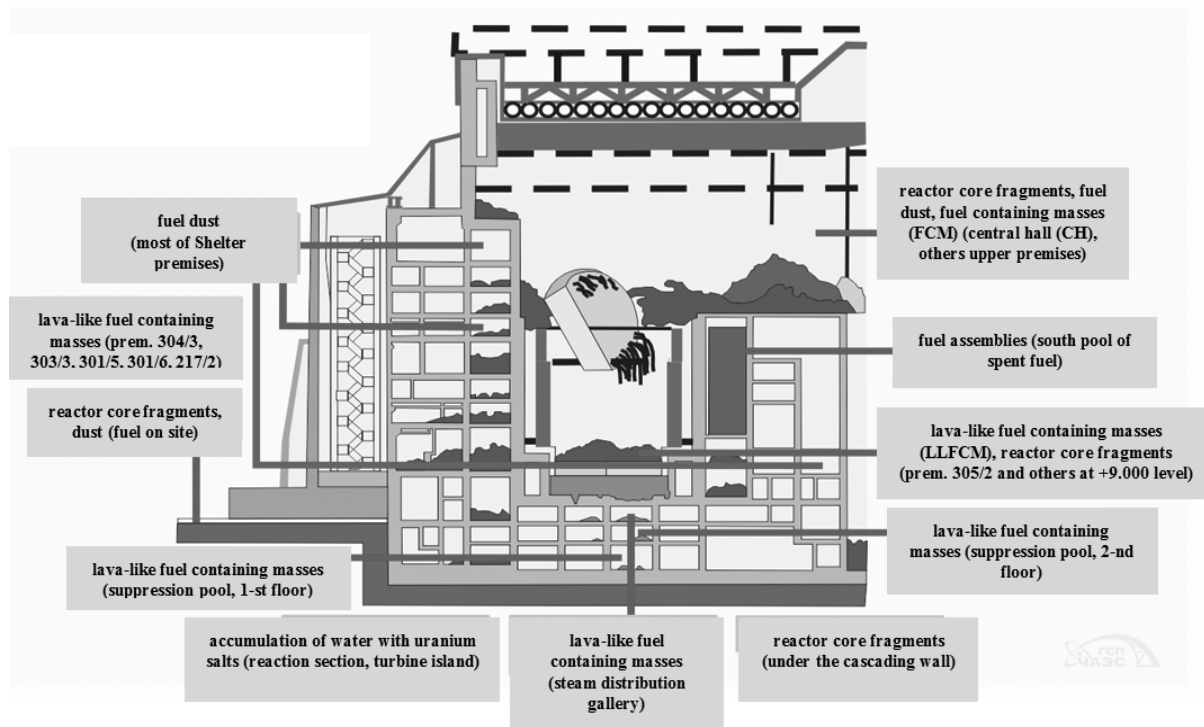 fuel dust
(most of Shelter
premises)
lava-like fuel containing
masses (prem. 304/3,
303/3, 301/5, 301/6, 217/2)
reactor core fragments,
dust (fuel on site)
lava-like fuel containing masses
(suppression pool, 1-st floor)
accumulation of water with uranium
salts (reaction section, turbine island)
lava-like fuel
containing masses
(steam distribution
gallery)
reactor core fragments
(under the cascading wall)
reactor core fragments, fuel
dust, fuel containing masses
(FCM) (central hall (CH),
others upper premises)
fuel assemblies (south pool of
spent fuel)
lava-like fuel containing masses
(LLFCM), reactor core fragments
(prem. 305/2 and others at +9.000 level)
lava-like fuel containing
masses (suppression pool, 2-nd
floor)
ГСП
ЧАЭС